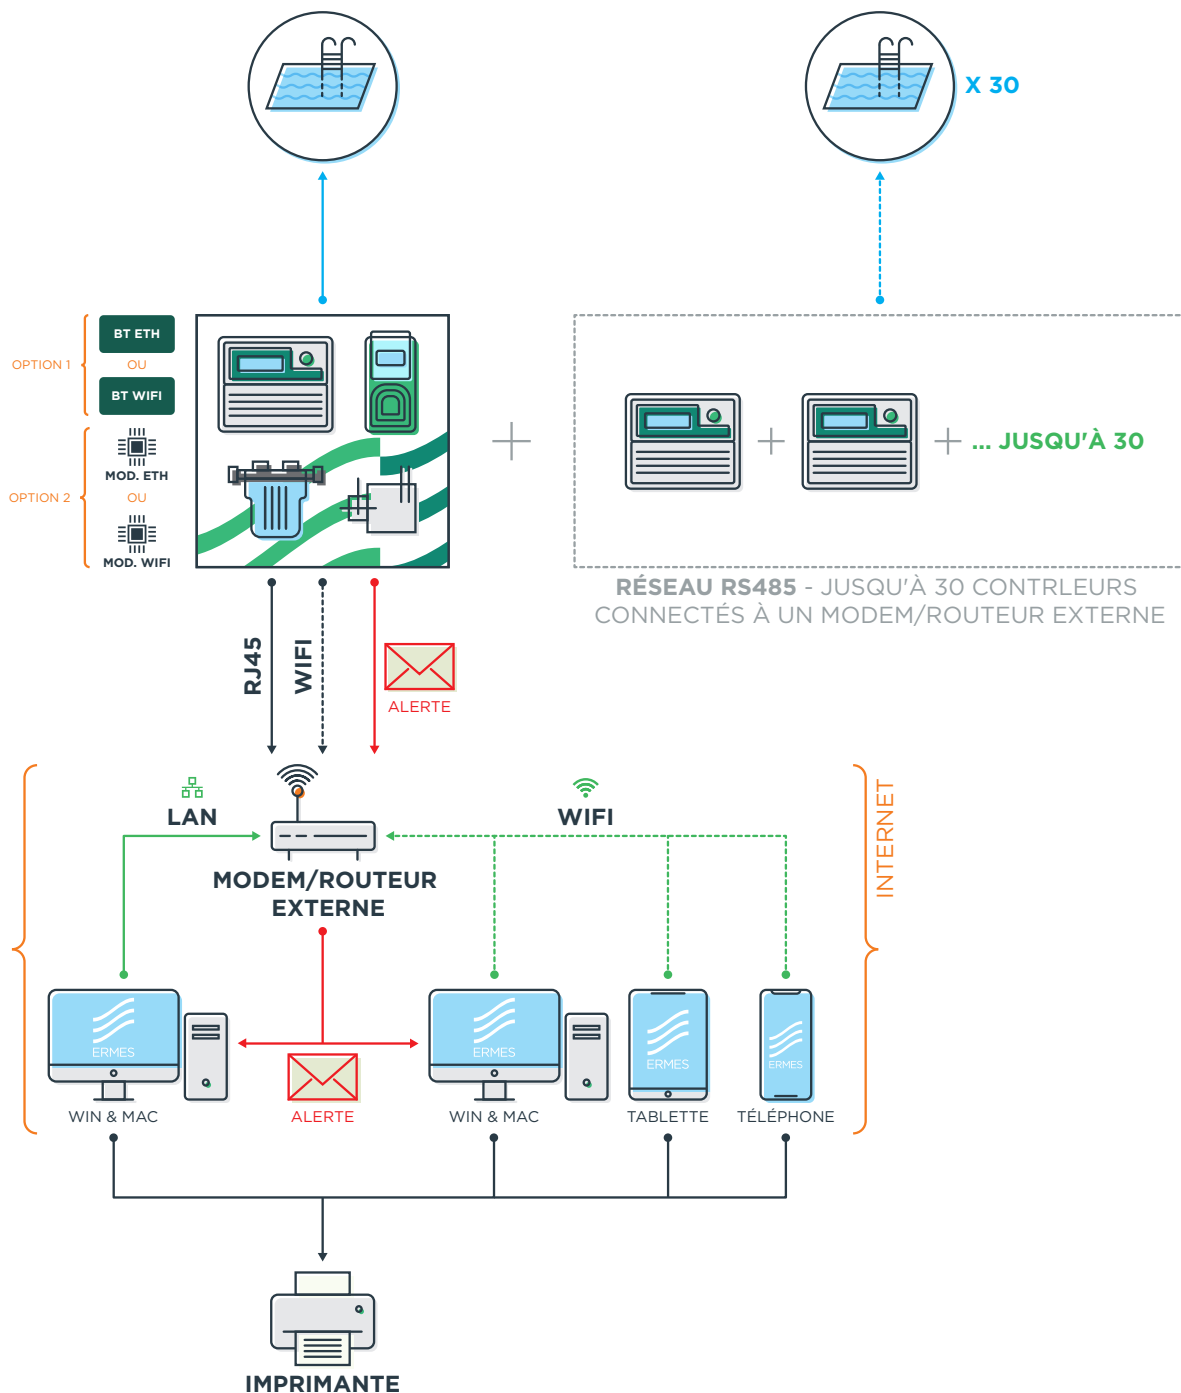 X 30
OPTION 1
BT ETH
OU
BT WIFI
OPTION 2
MOD. ETH
OU
MOD. WIFI
... JUSQU'À 30
RÉSEAU RS485 - JUSQU'À 30 CONTRLEURS
CONNECTÉS À UN MODEM/ROUTEUR EXTERNE
RJ45
WIFI
ALERTE
LAN
WIFI
INTERNET
MODEM/ROUTEUR
EXTERNE
ERMES
ERMES
ERMES
ERMES
WIN & MAC
ALERTE
WIN & MAC
TABLETTE
TÉLÉPHONE
IMPRIMANTE